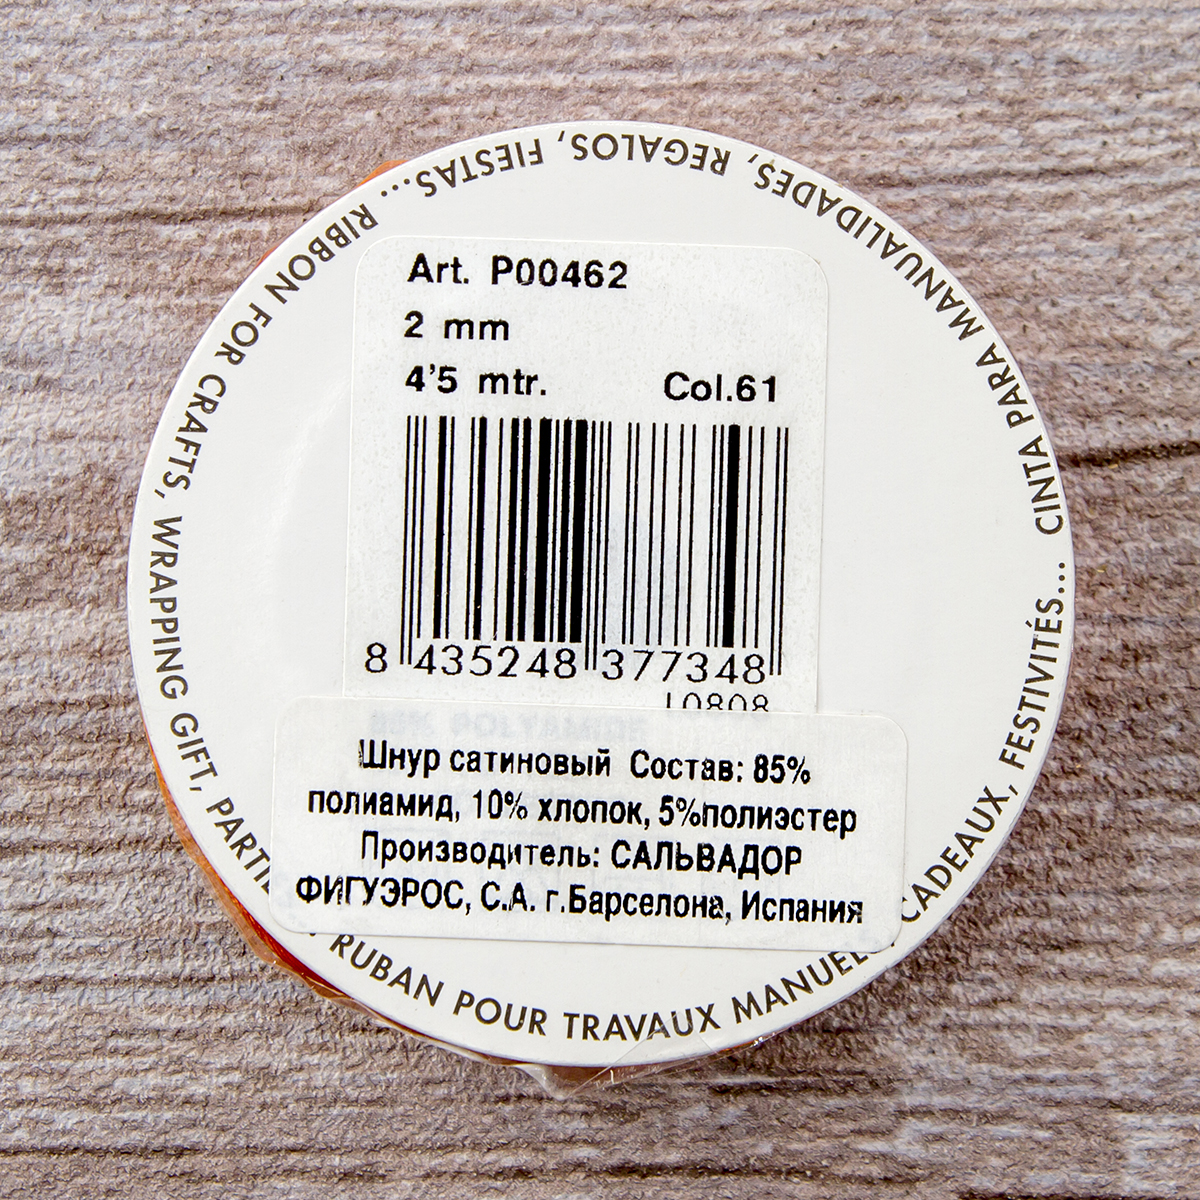 CINTA PARA MANUALIDADES, REGALOS, FIESTAS...
RIBBON FOR CRAFTS, WRAPPING GIFT,
RUBAN POUR TRAVAUX CADEAUX, FESTIVITÉS...
Art. P00462
2 mm
4'5 mtr. Col.61
8 435248 377348
10808
POLYAMIDE
Шнур сатиновый Состав: 85%
полиамид, 10% хлопок, 5%полиэстер
Производитель: САЛЬВАДОР
ФИГУЭРОС, С.А. г.Барселона, Испания